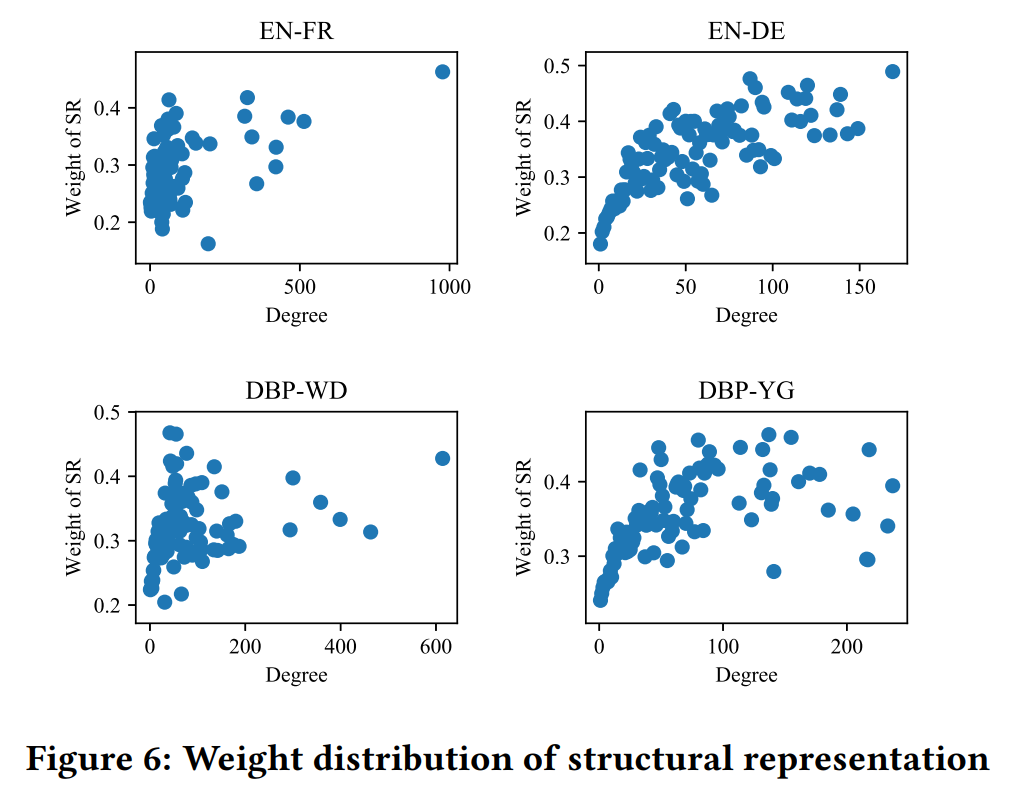 EN-FR
Weight of SR
0.4
0.3
0.2
0 500 1000
Degree
EN-DE
Weight of SR
0.5
0.4
0.3
0.2
0 50 100 150
Degree
DBP-WD
Weight of SR
0.5
0.4
0.3
0.2
0 200 400 600
Degree
DBP-YG
Weight of SR
0.4
0.3
0 100 200
Degree
Figure 6: Weight distribution of structural representation